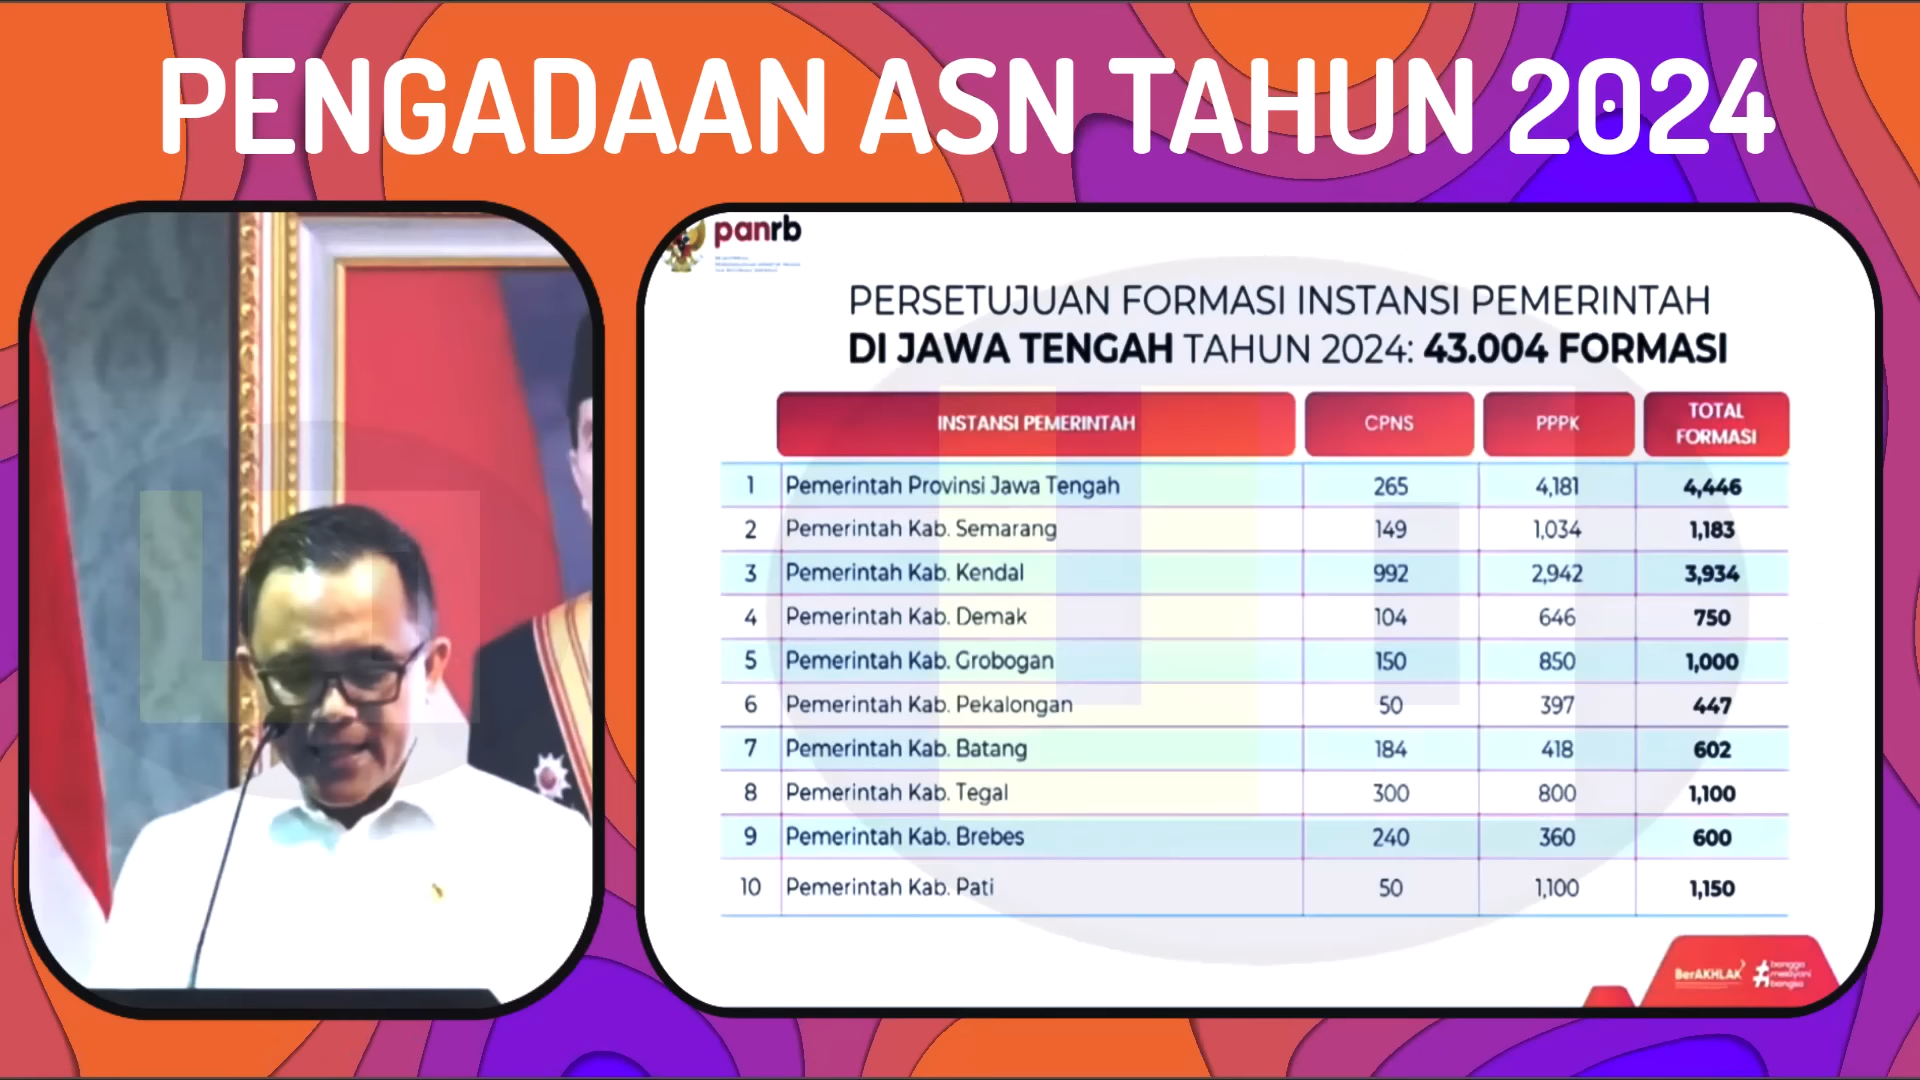 PENGADAAN ASN TAHUN 2024
panrb
PERSETUJUAN FORMASI INSTANSI PEMERINTAH
DI JAWA TENGAH TAHUN 2024: 43.004 FORMASI
INSTANSI PEMERINTAH CPNS PPPK TOTAL FORMASI
1 Pemerintah Provinsi Jawa Tengah 265 4,181 4,446
2 Pemerintah Kab. Semarang 149 1,034 1,183
3 Pemerintah Kab. Kendal 992 2,942 3,934
4 Pemerintah Kab. Demak 104 646 750
5 Pemerintah Kab. Grobogan 150 850 1,000
6 Pemerintah Kab. Pekalongan 50 397 447
7 Pemerintah Kab. Batang 184 418 602
8 Pemerintah Kab. Tegal 300 800 1,100
9 Pemerintah Kab. Brebes 240 360 600
10 Pemerintah Kab. Pati 50 1,100 1,150
BerAKHLAK
#bangga
melayani
bangsa